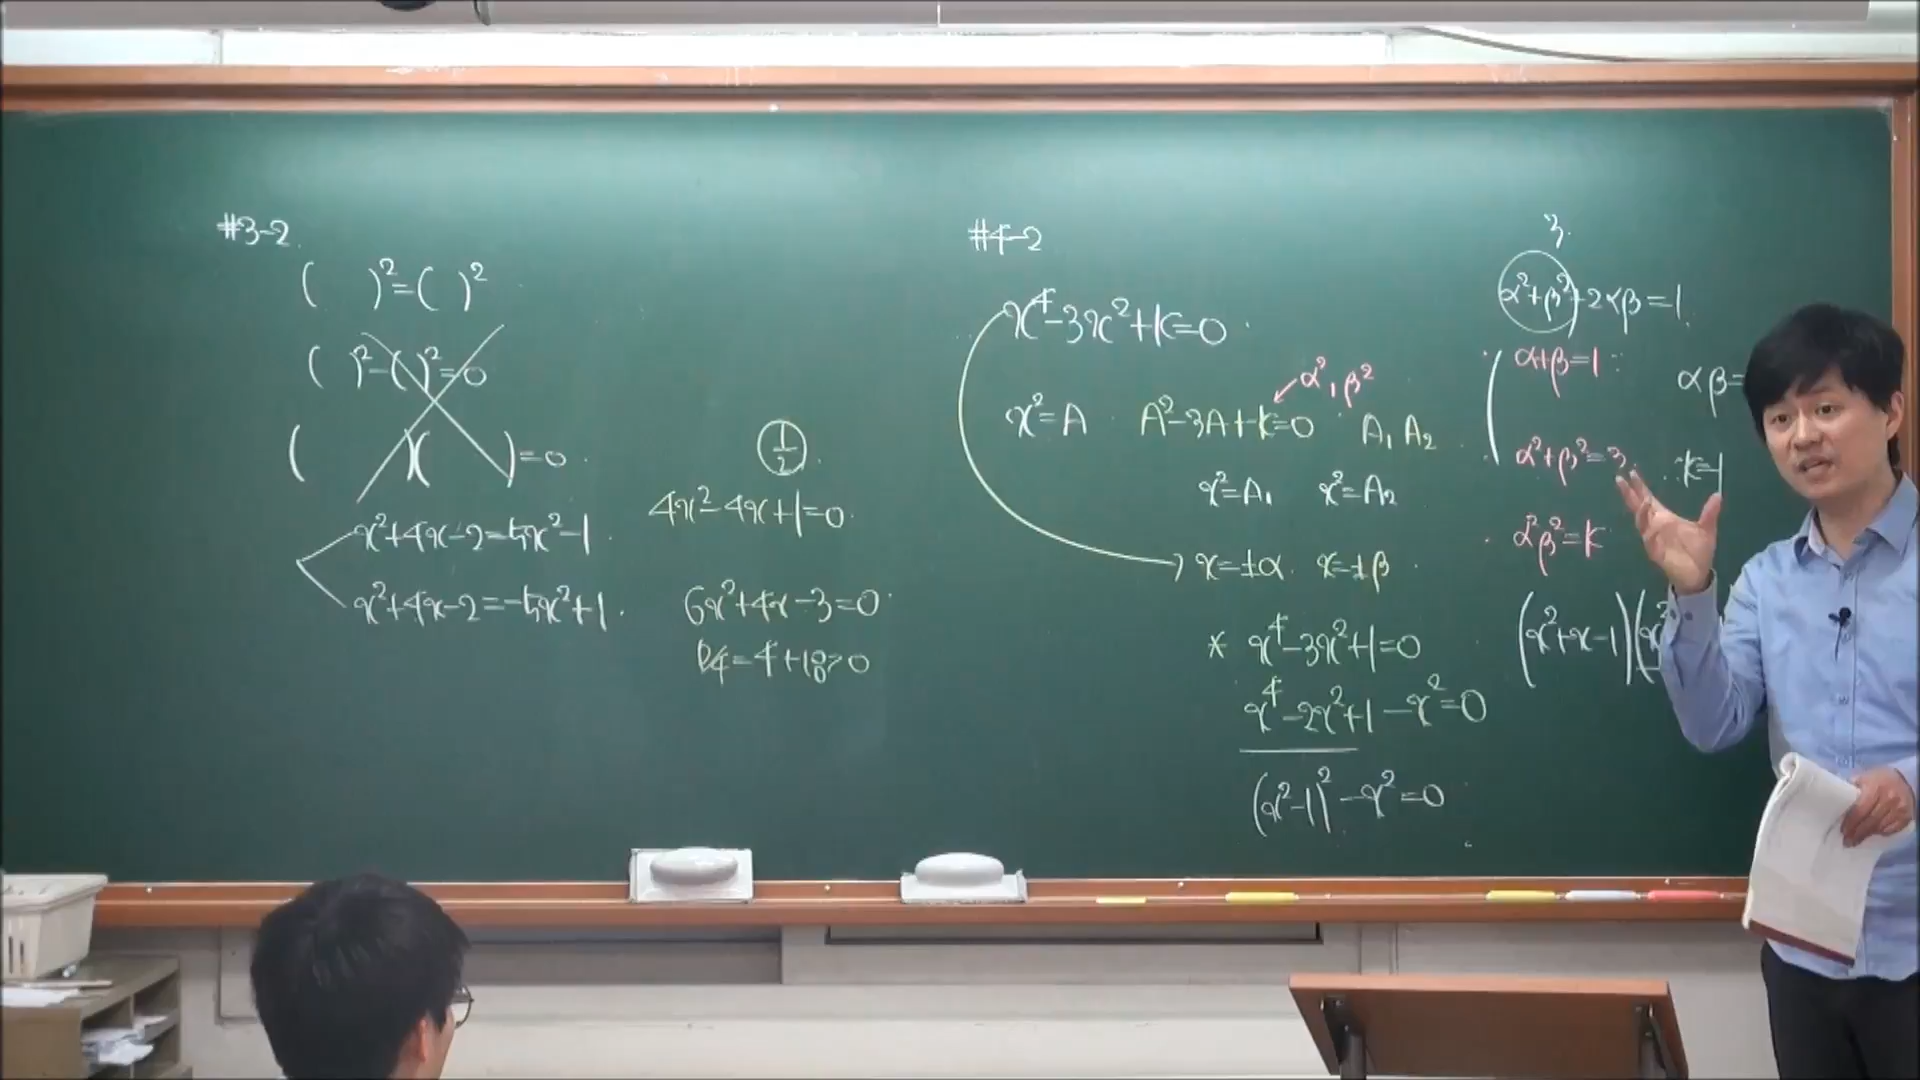 #3-2
( )²=( )²
( )²-( )²=0
( )( )=0
x²+4x-2=5x²-1
x²+4x-2=-5x²+1
1/2
4x²-4x+1=0
6x²+4x-3=0
D/4=4+18>0
#4-2
x⁴-3x²+k=0
α², β²
x²=A A²-3A+k=0 A₁ A₂
x²=A₁ x²=A₂
x=±α x=±β
* x⁴-3x²+1=0
x⁴-2x²+1-x²=0
(x²-1)²-x²=0
3
α²+β²+2αβ=1
α+β=1
αβ=
α²+β²=3
α²β²=k
(x²+x-1)(x²